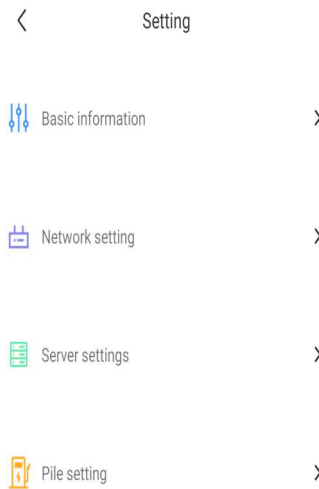 Setting
Basic information
Network setting
Server settings
Pile setting